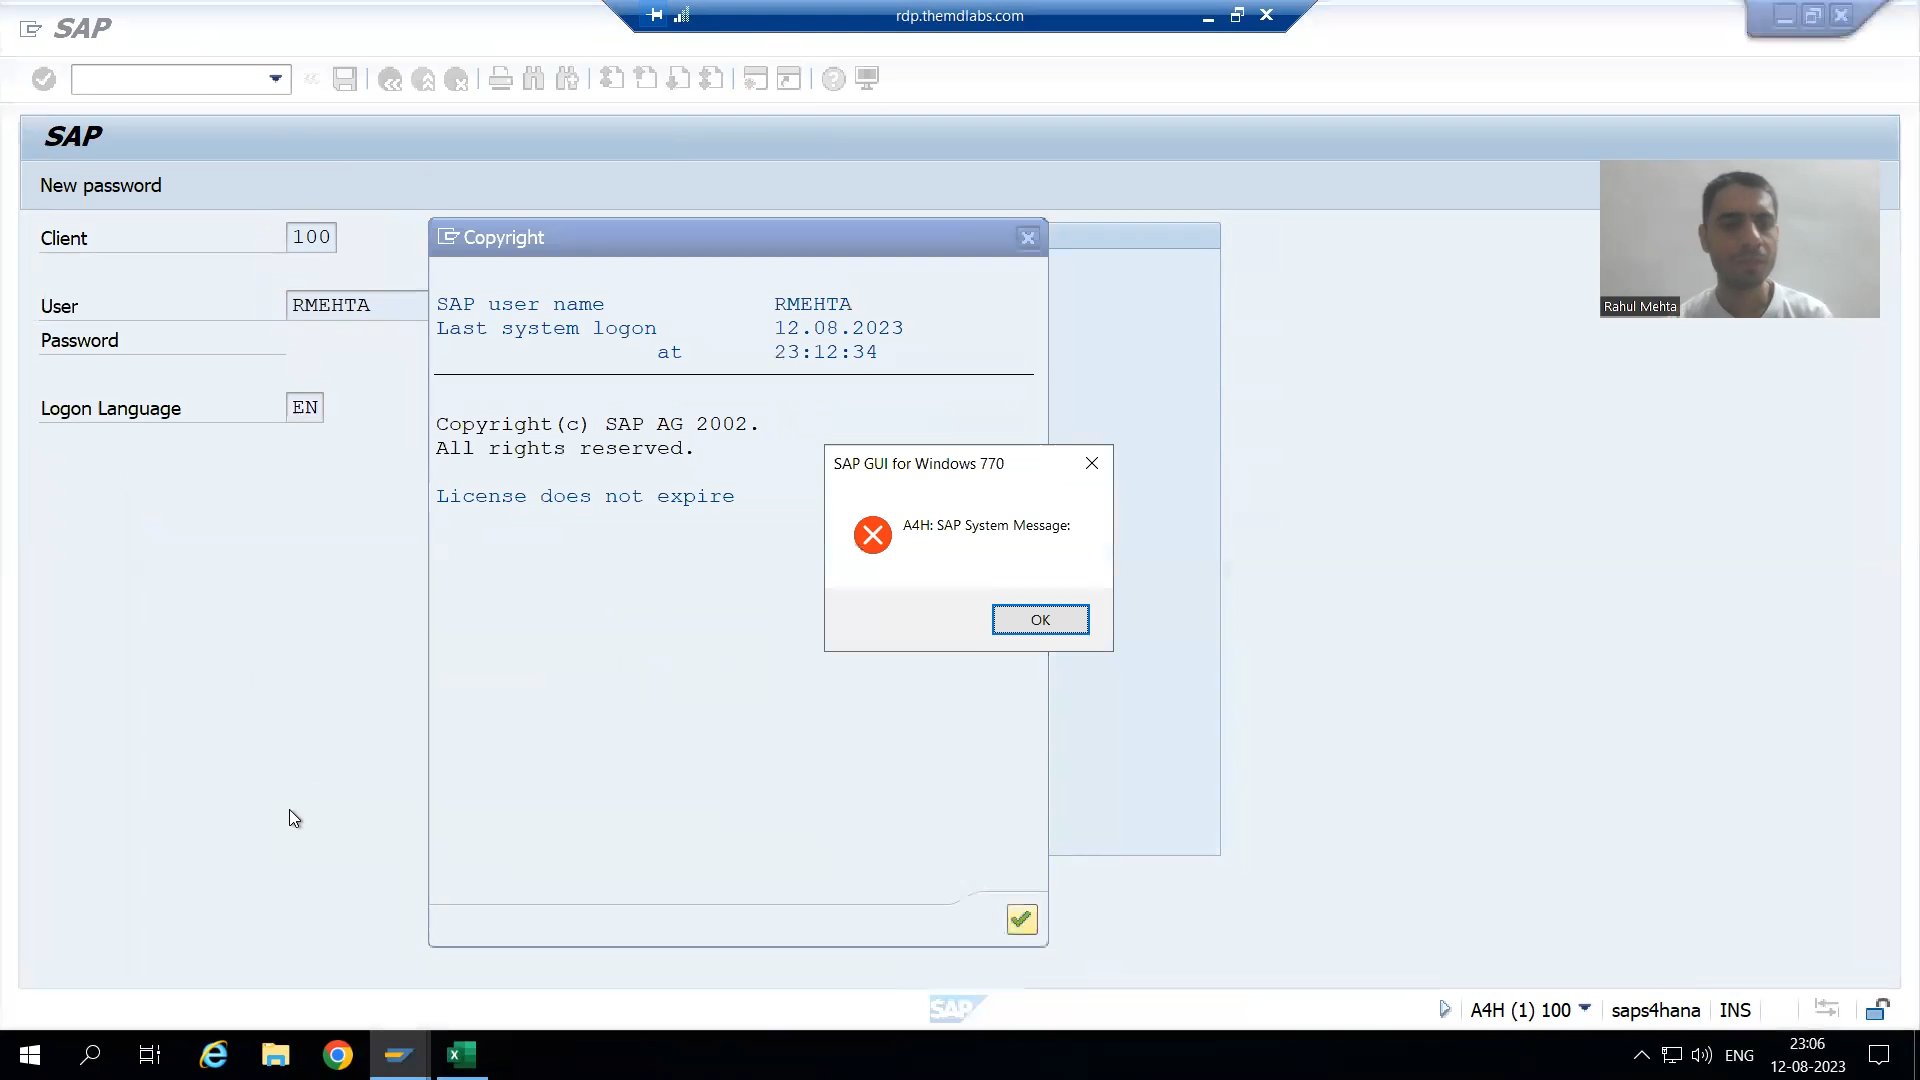 rdp.themdlabs.com
SAP
SAP
New password
Client 100
User RMEHTA
Password
Logon Language EN
Copyright
SAP user name RMEHTA
Last system logon 12.08.2023
at 23:12:34
Copyright(c) SAP AG 2002.
All rights reserved.
License does not expire
SAP GUI for Windows 770
A4H: SAP System Message:
OK
Rahul Mehta
SAP
A4H (1) 100 saps4hana INS
ENG
23:06
12-08-2023